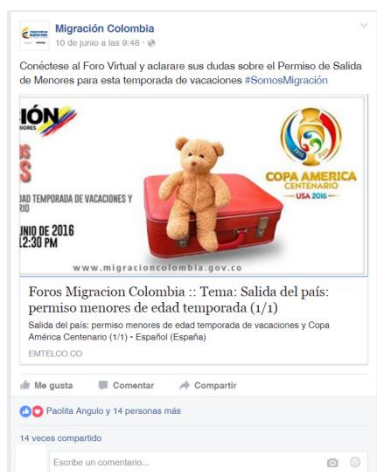 Migración Colombia
10 de junio a las 9:48
Conéctese al Foro Virtual y aclarare sus dudas sobre el Permiso de Salida
de Menores para esta temporada de vacaciones #SomosMigración
IÓN
MENORES
OS
S
COPA AMERICA
CENTENARIO
USA 2016
DAD TEMPORADA DE VACACIONES Y
RIO
UNIO DE 2016
12:30 PM
www.migracioncolombia.gov.co
Foros Migracion Colombia :: Tema: Salida del país:
permiso menores de edad temporada (1/1)
Salida del país: permiso menores de edad temporada de vacaciones y Copa
América Centenario (1/1) • Español (España)
EMTELCO.CO
Me gusta Comentar Compartir
Paolita Angulo y 14 personas más
14 veces compartido
Escribe un comentario...